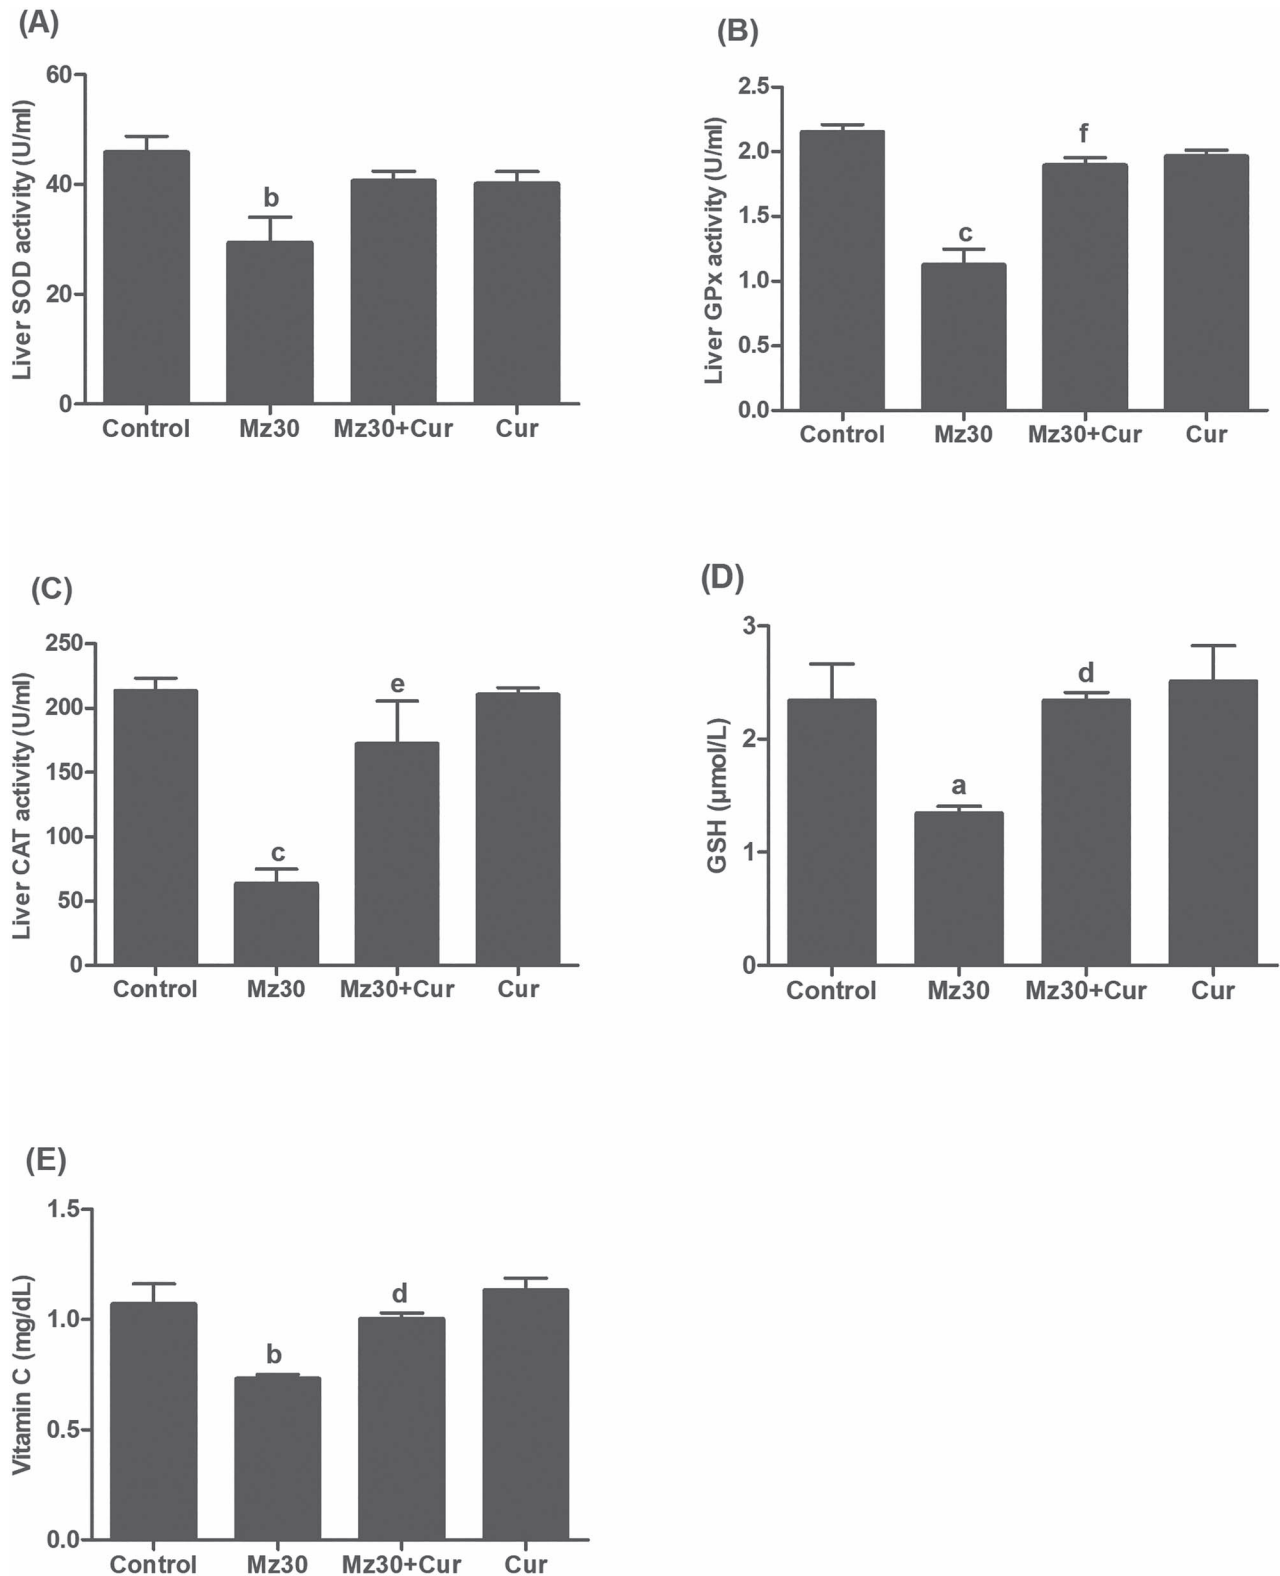 (A)
Liver SOD activity (U/ml)
60
40
20
0
b
Control Mz30 Mz30+Cur Cur
(B)
Liver GPx activity (U/ml)
2.5
2.0
1.5
1.0
0.5
0.0
c
f
Control Mz30 Mz30+Cur Cur
(C)
Liver CAT activity (U/ml)
250
200
150
100
50
0
c
e
Control Mz30 Mz30+Cur Cur
(D)
GSH (µmol/L)
3
2
1
0
a
d
Control Mz30 Mz30+Cur Cur
(E)
Vitamin C (mg/dL)
1.5
1.0
0.5
0.0
b
d
Control Mz30 Mz30+Cur Cur